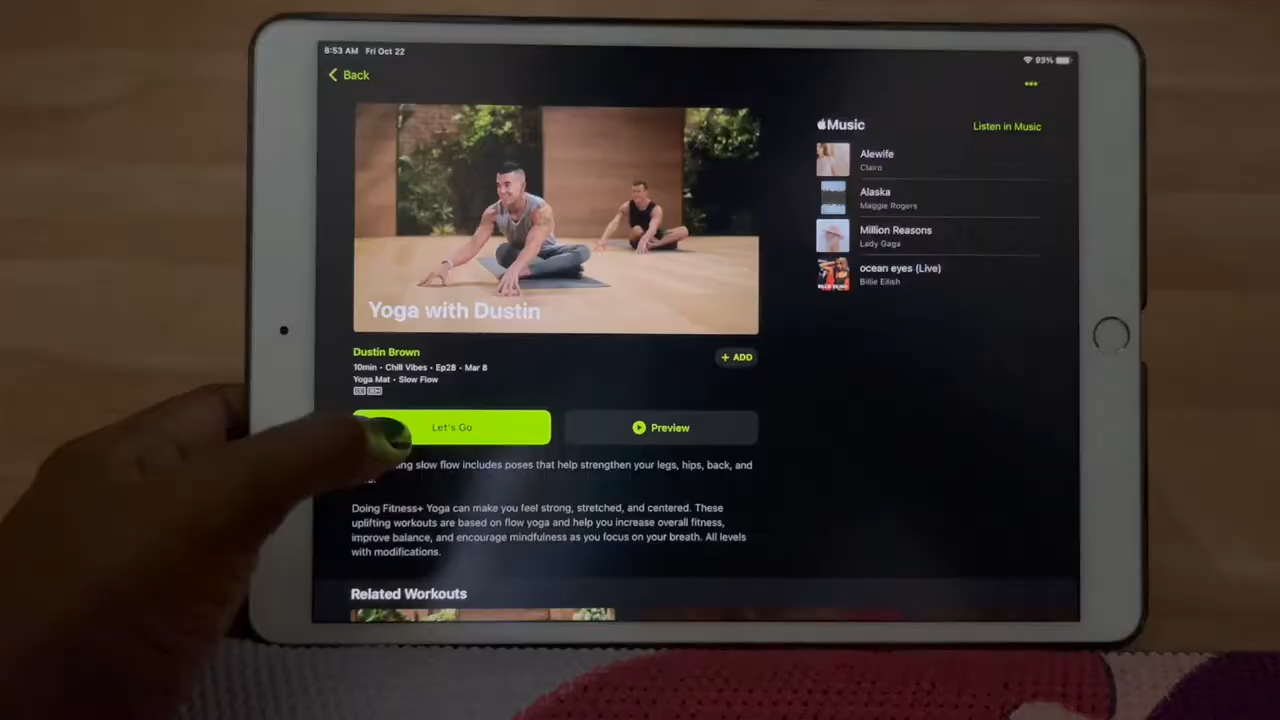 8:53 AM Fri Oct 22
93%
Back
Yoga with Dustin
Dustin Brown
10min • Chill Vibes • Ep28 • Mar 8
Yoga Mat • Slow Flow
+ ADD
Let's Go
Preview
slow flow includes poses that help strengthen your legs, hips, back, and
Doing Fitness+ Yoga can make you feel strong, stretched, and centered. These
uplifting workouts are based on flow yoga and help you increase overall fitness,
improve balance, and encourage mindfulness as you focus on your breath. All levels
with modifications.
Related Workouts
Music
Listen in Music
Alewife
Clairo
Alaska
Maggie Rogers
Million Reasons
Lady Gaga
ocean eyes (Live)
Billie Eilish